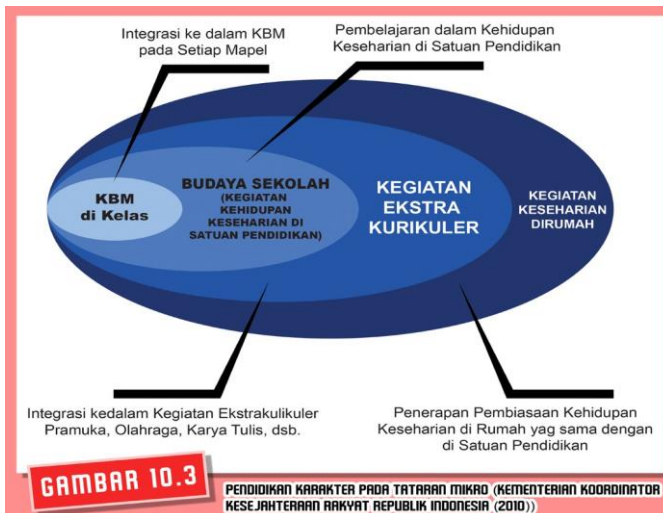 Integrasi ke dalam KBM
pada Setiap Mapel
Pembelajaran dalam Kehidupan
Keseharian di Satuan Pendidikan
KBM
di Kelas
BUDAYA SEKOLAH
(KEGIATAN
KEHIDUPAN
KESEHARIAN DI
SATUAN PENDIDIKAN)
KEGIATAN
EKSTRA
KURIKULER
KEGIATAN
KESEHARIAN
DIRUMAH
Integrasi kedalam Kegiatan Ekstrakulikuler
Pramuka, Olahraga, Karya Tulis, dsb.
Penerapan Pembiasaan Kehidupan
Keseharian di Rumah yag sama dengan
di Satuan Pendidikan
GAMBAR 10.3
PENDIDIKAN KARAKTER PADA TATARAN MIKRO (KEMENTERIAN KOORDINATOR
KESEJAHTERAAN RAKYAT REPUBLIK INDONESIA (2010))